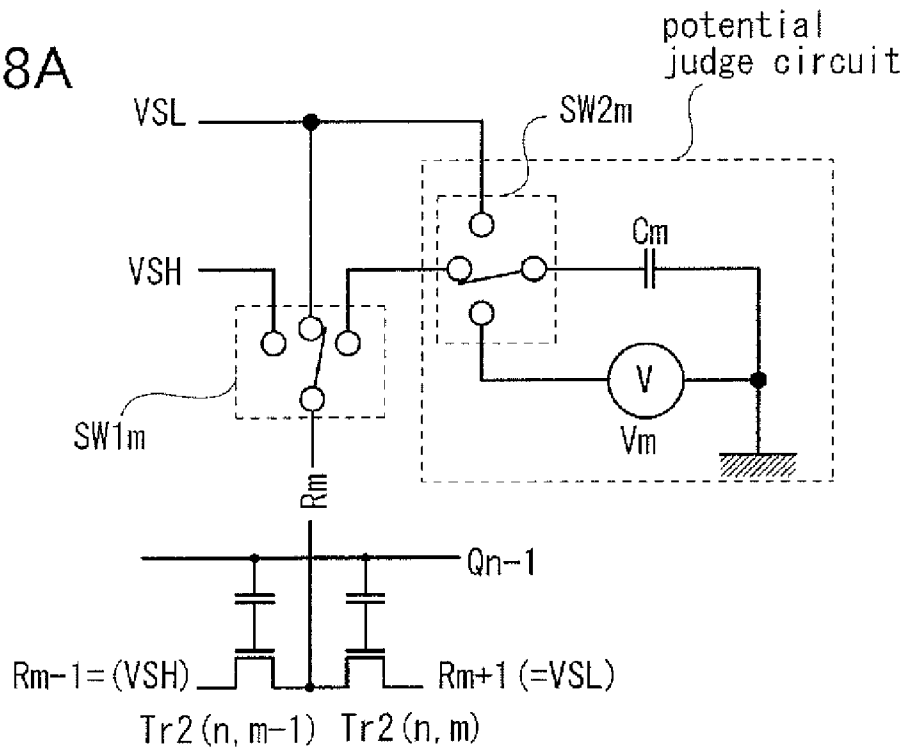 8A
potential
judge circuit
VSL
SW2m
Cm
VSH
V
Vm
SW1m
Rm
Qn-1
Rm-1=(VSH)
Rm+1(=VSL)
Tr2(n,m-1) Tr2(n,m)